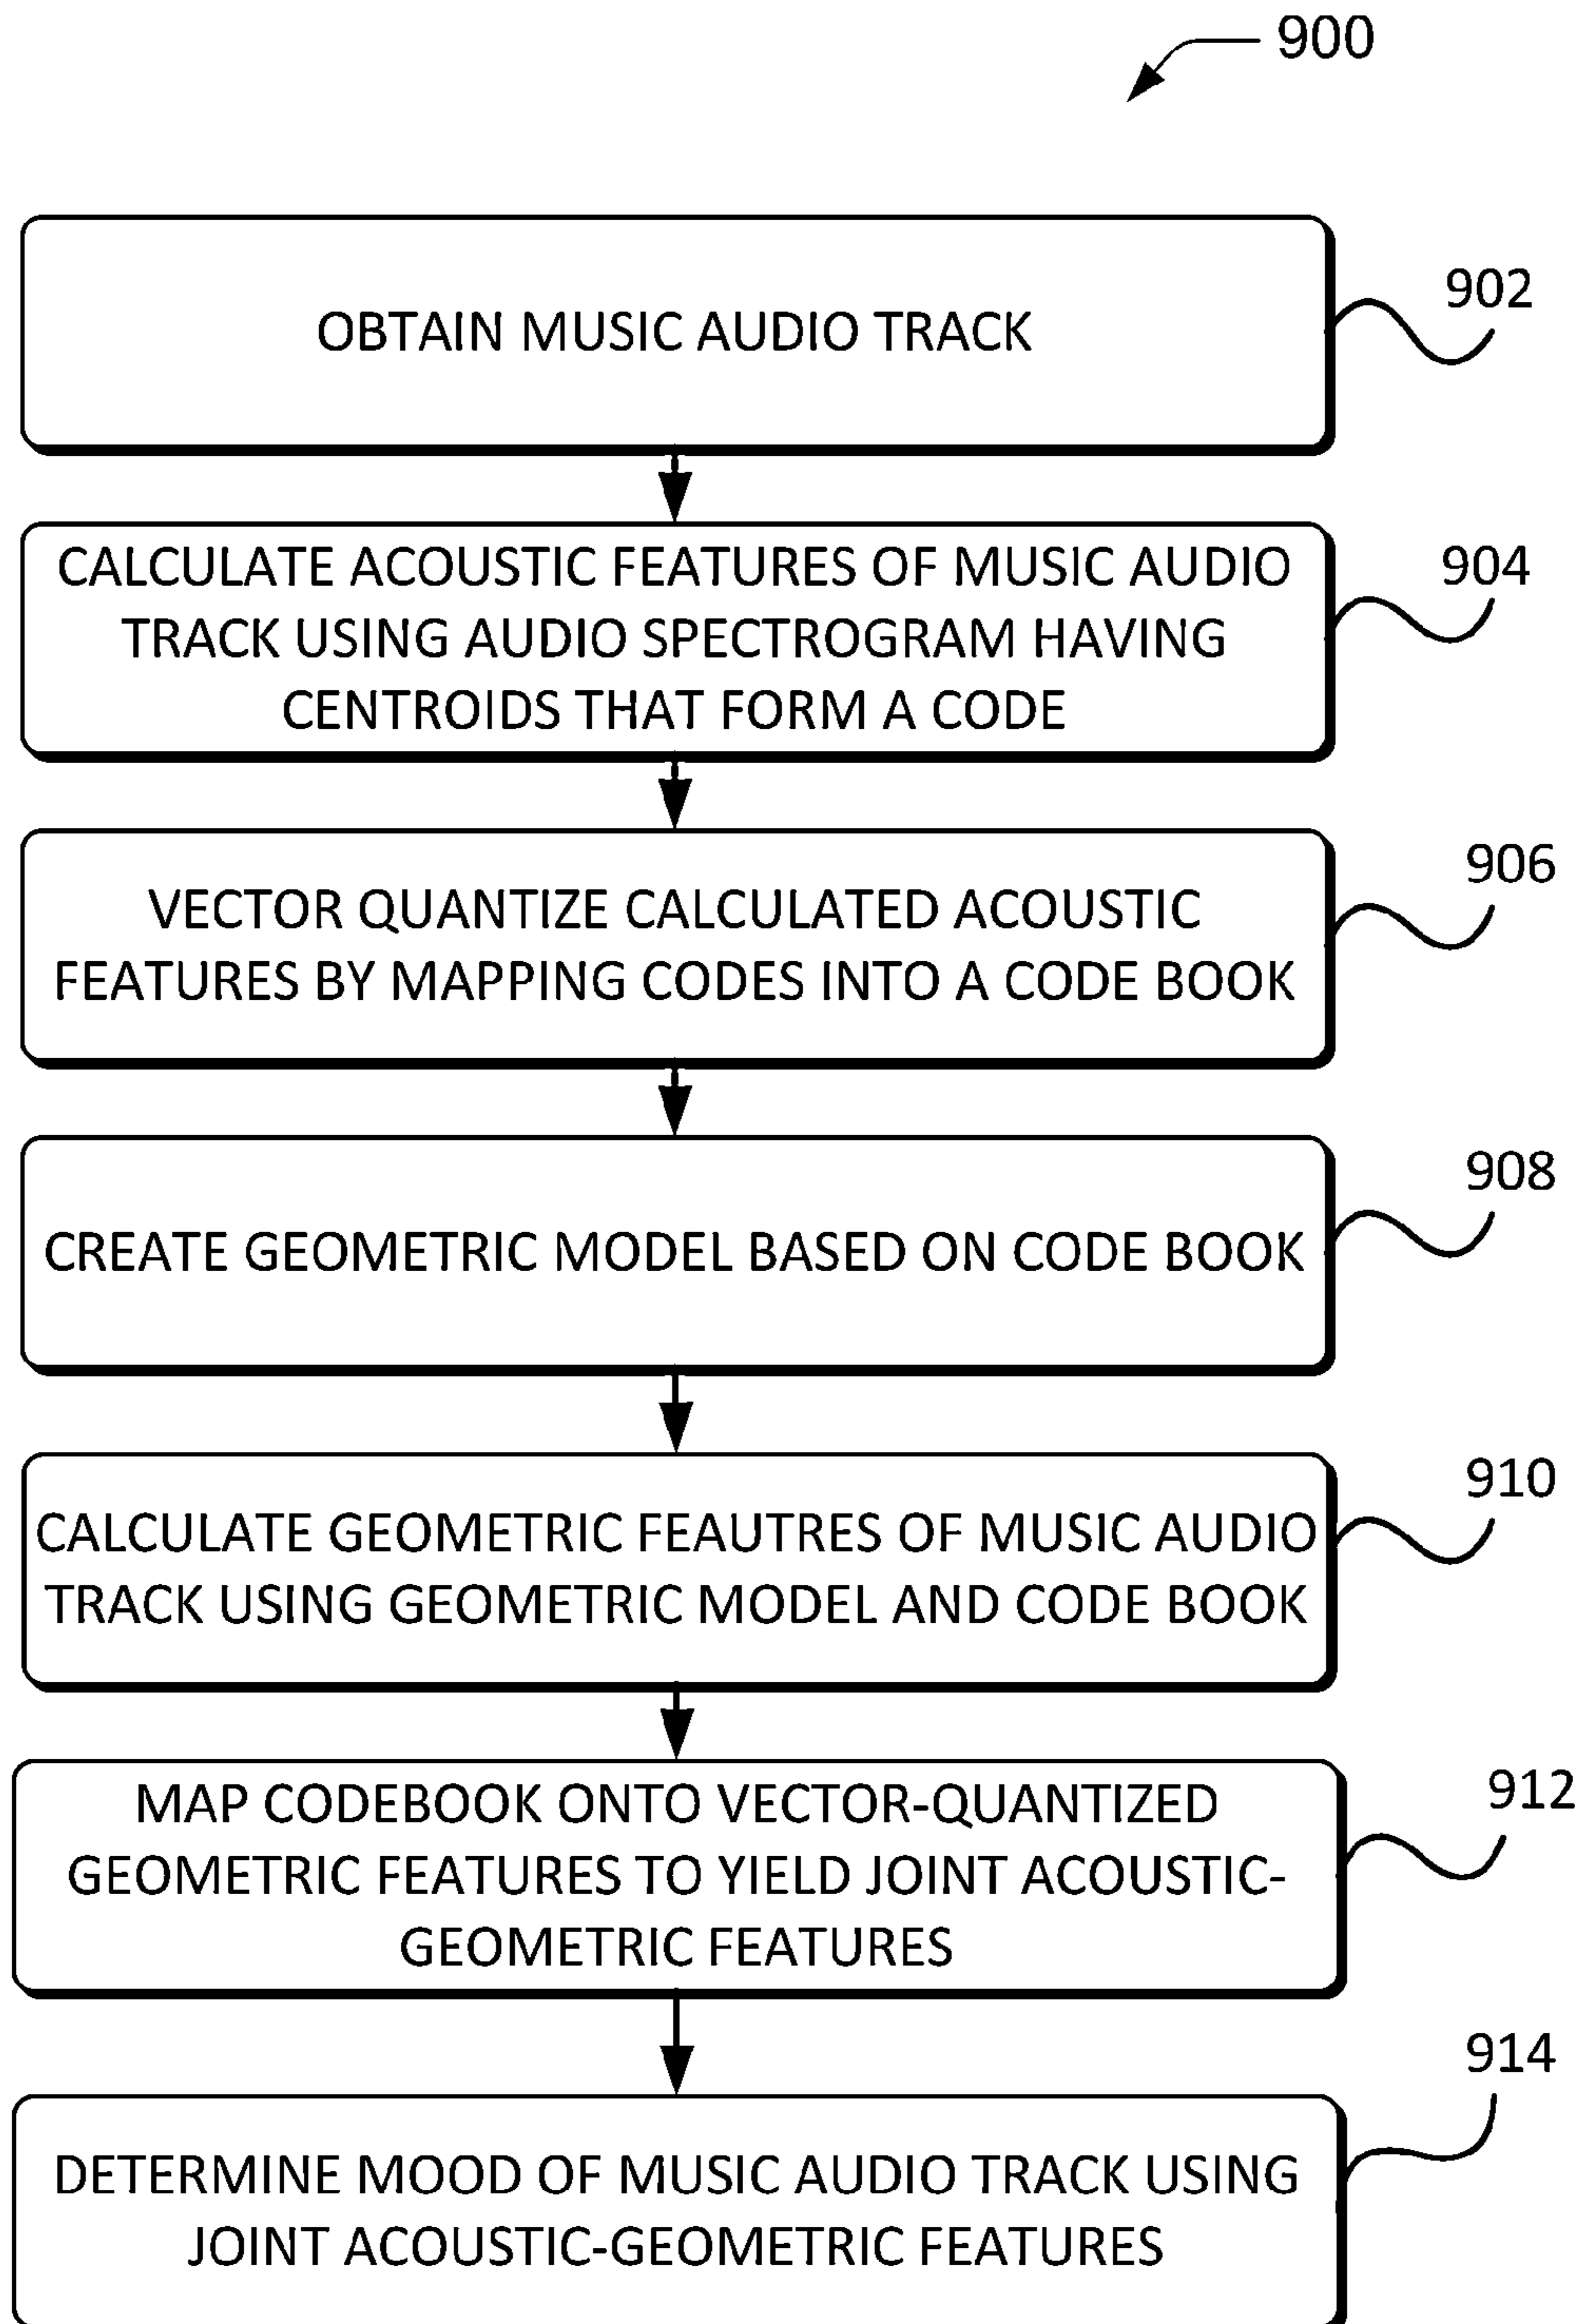 900
OBTAIN MUSIC AUDIO TRACK
902
CALCULATE ACOUSTIC FEATURES OF MUSIC AUDIO
TRACK USING AUDIO SPECTROGRAM HAVING
CENTROIDS THAT FORM A CODE
904
VECTOR QUANTIZE CALCULATED ACOUSTIC
FEATURES BY MAPPING CODES INTO A CODE BOOK
906
CREATE GEOMETRIC MODEL BASED ON CODE BOOK
908
CALCULATE GEOMETRIC FEAUTRES OF MUSIC AUDIO
TRACK USING GEOMETRIC MODEL AND CODE BOOK
910
MAP CODEBOOK ONTO VECTOR-QUANTIZED
GEOMETRIC FEATURES TO YIELD JOINT ACOUSTIC-
GEOMETRIC FEATURES
912
DETERMINE MOOD OF MUSIC AUDIO TRACK USING
JOINT ACOUSTIC-GEOMETRIC FEATURES
914